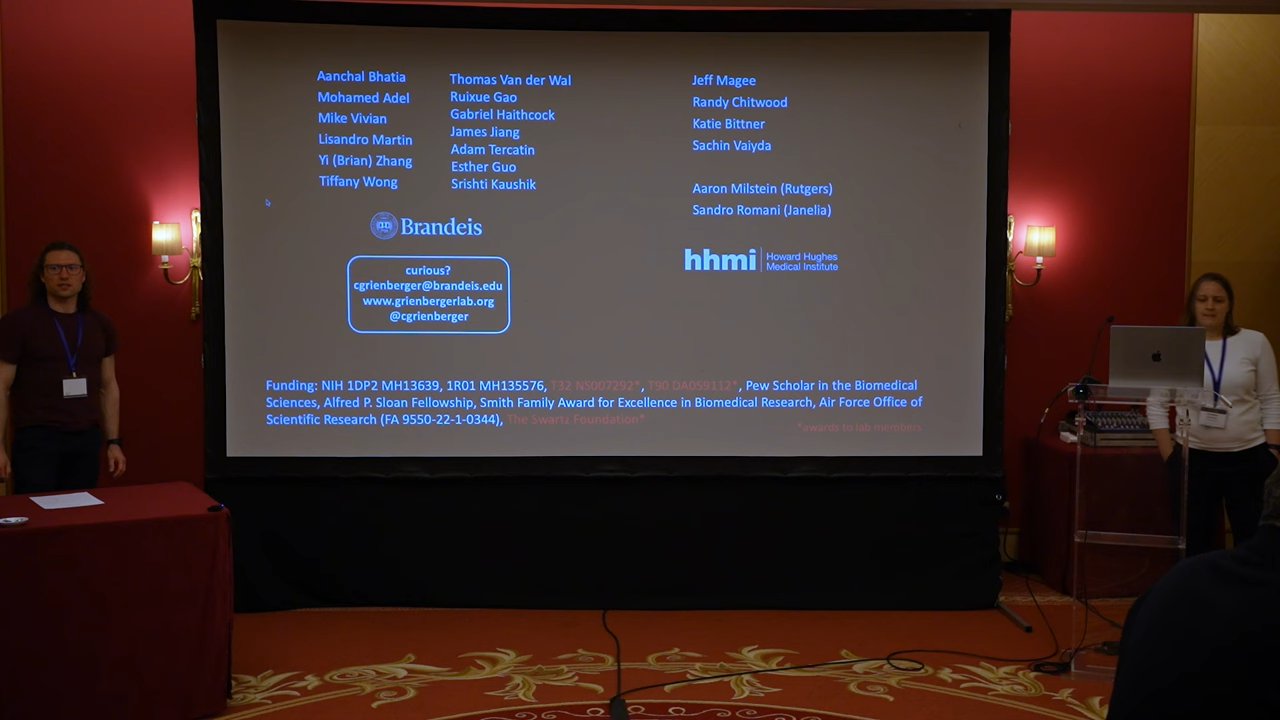 Aanchal Bhatia
Mohamed Adel
Mike Vivian
Lisandro Martin
Yi (Brian) Zhang
Tiffany Wong
Thomas Van der Wal
Ruixue Gao
Gabriel Haithcock
James Jiang
Adam Tercatin
Esther Guo
Srishti Kaushik
Jeff Magee
Randy Chitwood
Katie Bittner
Sachin Vaiyda
Aaron Milstein (Rutgers)
Sandro Romani (Janelia)
Brandeis
hhmi
Howard Hughes
Medical Institute
curious?
cgrienberger@brandeis.edu
www.grienbergerlab.org
@cgrienberger
Funding: NIH 1DP2 MH13639, 1R01 MH135576, T32 NS007292*, T90 DA059112*, Pew Scholar in the Biomedical
Sciences, Alfred P. Sloan Fellowship, Smith Family Award for Excellence in Biomedical Research, Air Force Office of
Scientific Research (FA 9550-22-1-0344), The Swartz Foundation*
*awards to lab members